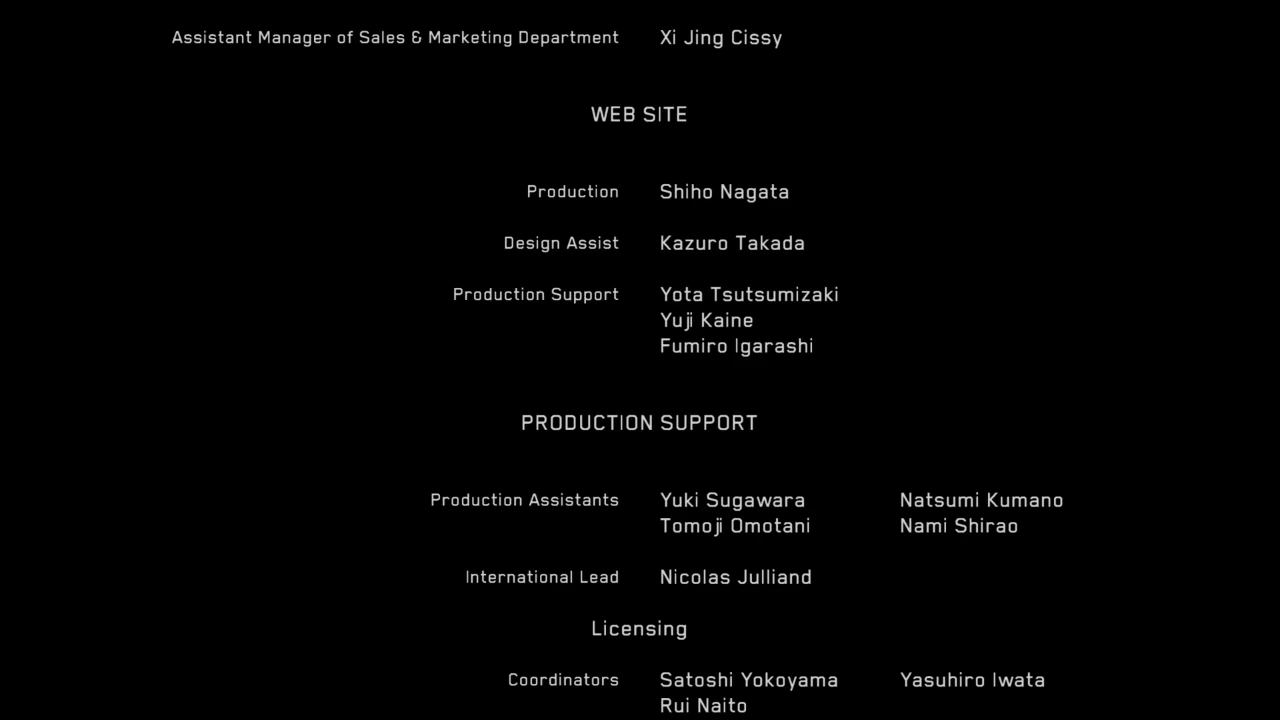 Assistant Manager of Sales & Marketing Department Xi Jing Cissy
WEB SITE
Production Shiho Nagata
Design Assist Kazuro Takada
Production Support Yota Tsutsumizaki
Yuji Kaine
Fumiro Igarashi
PRODUCTION SUPPORT
Production Assistants Yuki Sugawara Natsumi Kumano
Tomoji Omotani Nami Shirao
International Lead Nicolas Julliand
Licensing
Coordinators Satoshi Yokoyama Yasuhiro Iwata
Rui Naito